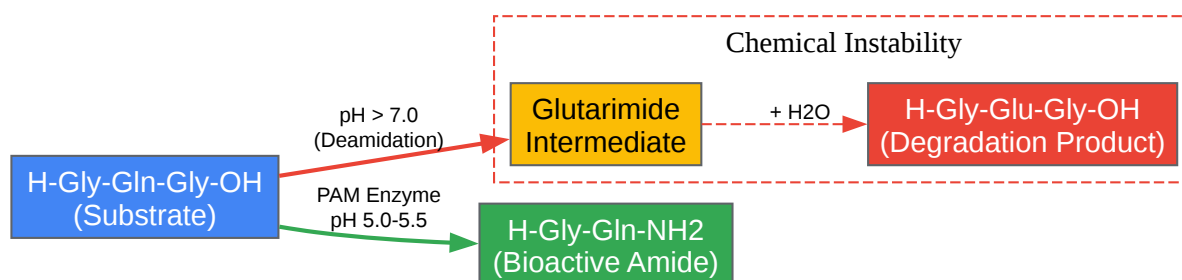 Chemical Instability
pH > 7.0
(Deamidation)
Glutarimide
Intermediate
+ H2O
H-Gly-Glu-Gly-OH
(Degradation Product)
H-Gly-Gln-Gly-OH
(Substrate)
PAM Enzyme
pH 5.0-5.5
H-Gly-Gln-NH2
(Bioactive Amide)